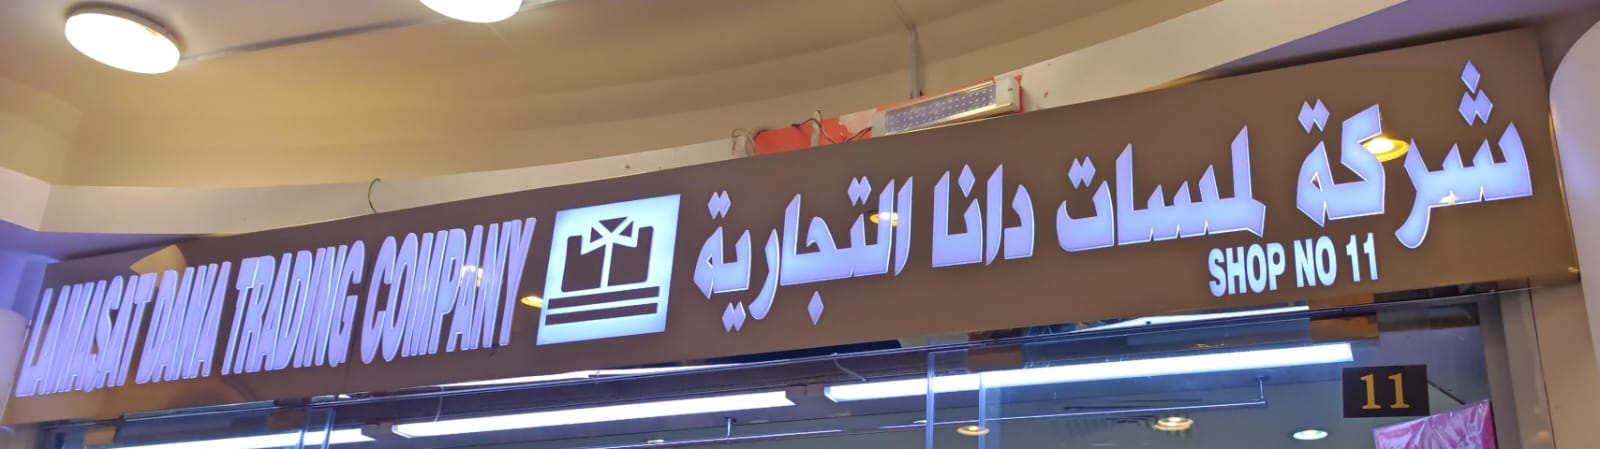 شركة لمسات دانا التجارية
LAMASAT DANA TRADING COMPANY
SHOP NO 11
11